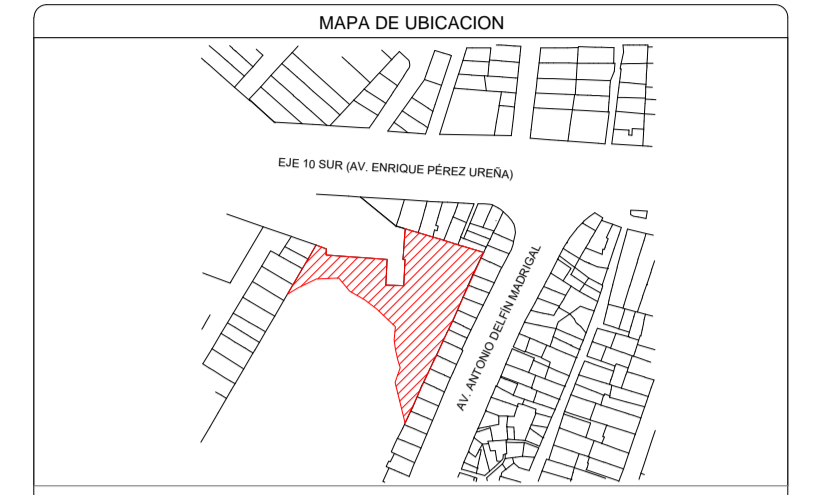 MAPA DE UBICACION
EJE 10 SUR (AV. ENRIQUE PÉREZ UREÑA)
AV. ANTONIO DELFÍN MADRIGAL